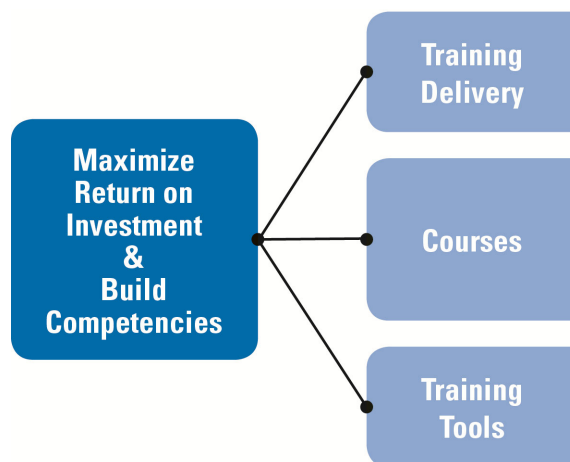 Training
Delivery
Maximize
Return on
Investment
&
Build
Competencies
Courses
Training
Tools